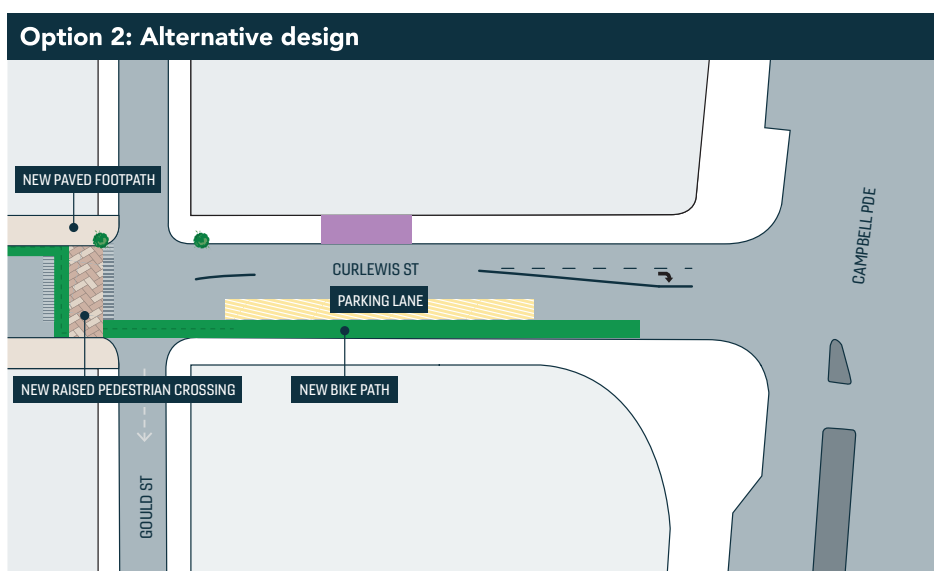 Option 2: Alternative design
NEW PAVED FOOTPATH
CAMPBELL PDE
CURLEWIS ST
PARKING LANE
NEW RAISED PEDESTRIAN CROSSING
NEW BIKE PATH
GOULD ST